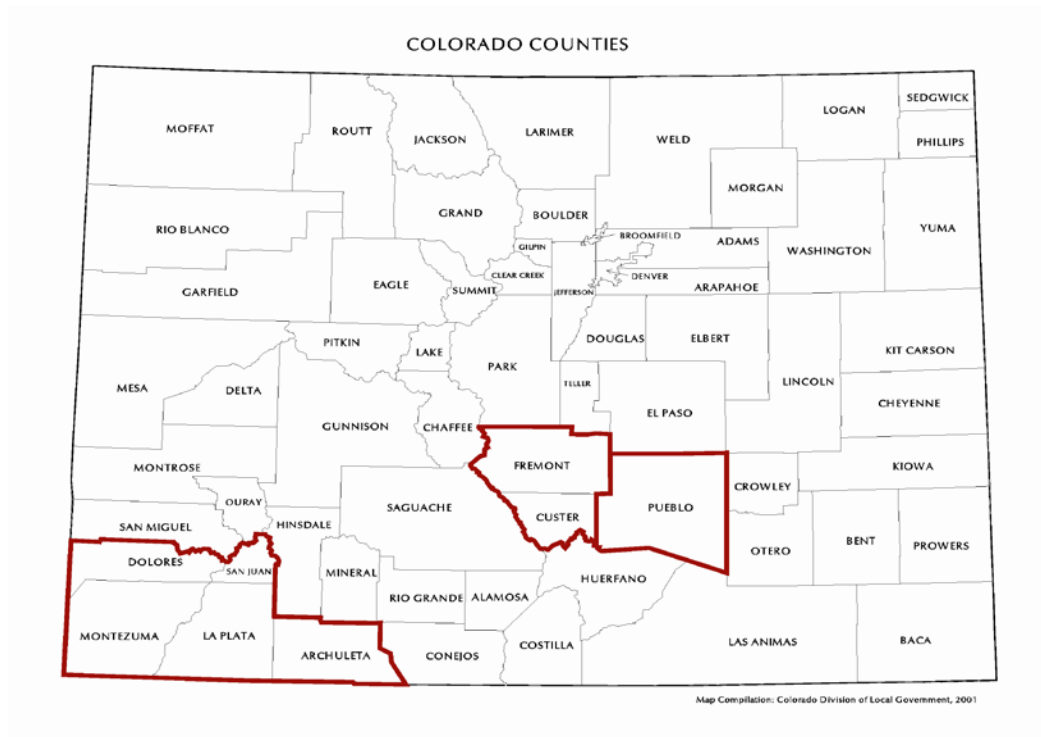 COLORADO COUNTIES
SEDGWICK
LOGAN
MOFFAT
ROUTT
JACKSON
LARIMER
WELD
PHILLIPS
MORGAN
GRAND
BOULDER
RIO BLANCO
YUMA
BROOMFIELD
ADAMS
GILPIN
WASHINGTON
CLEAR CREEK
DENVER
EAGLE
SUMMIT
JEFFERSON
ARAPAHOE
GARFIELD
DOUGLAS
ELBERT
PITKIN
LAKE
KIT CARSON
PARK
MESA
DELTA
TELLER
LINCOLN
CHEYENNE
EL PASO
GUNNISON
CHAFFEE
MONTROSE
FREMONT
KIOWA
CROWLEY
OURAY
SAGUACHE
PUEBLO
CUSTER
SAN MIGUEL
HINSDALE
BENT
PROWERS
OTERO
DOLORES
SAN JUAN
MINERAL
HUERFANO
RIO GRANDE
ALAMOSA
MONTEZUMA
LA PLATA
COSTILLA
LAS ANIMAS
BACA
ARCHULETA
CONEJOS
Map Compilation: Colorado Division of Local Government, 2001